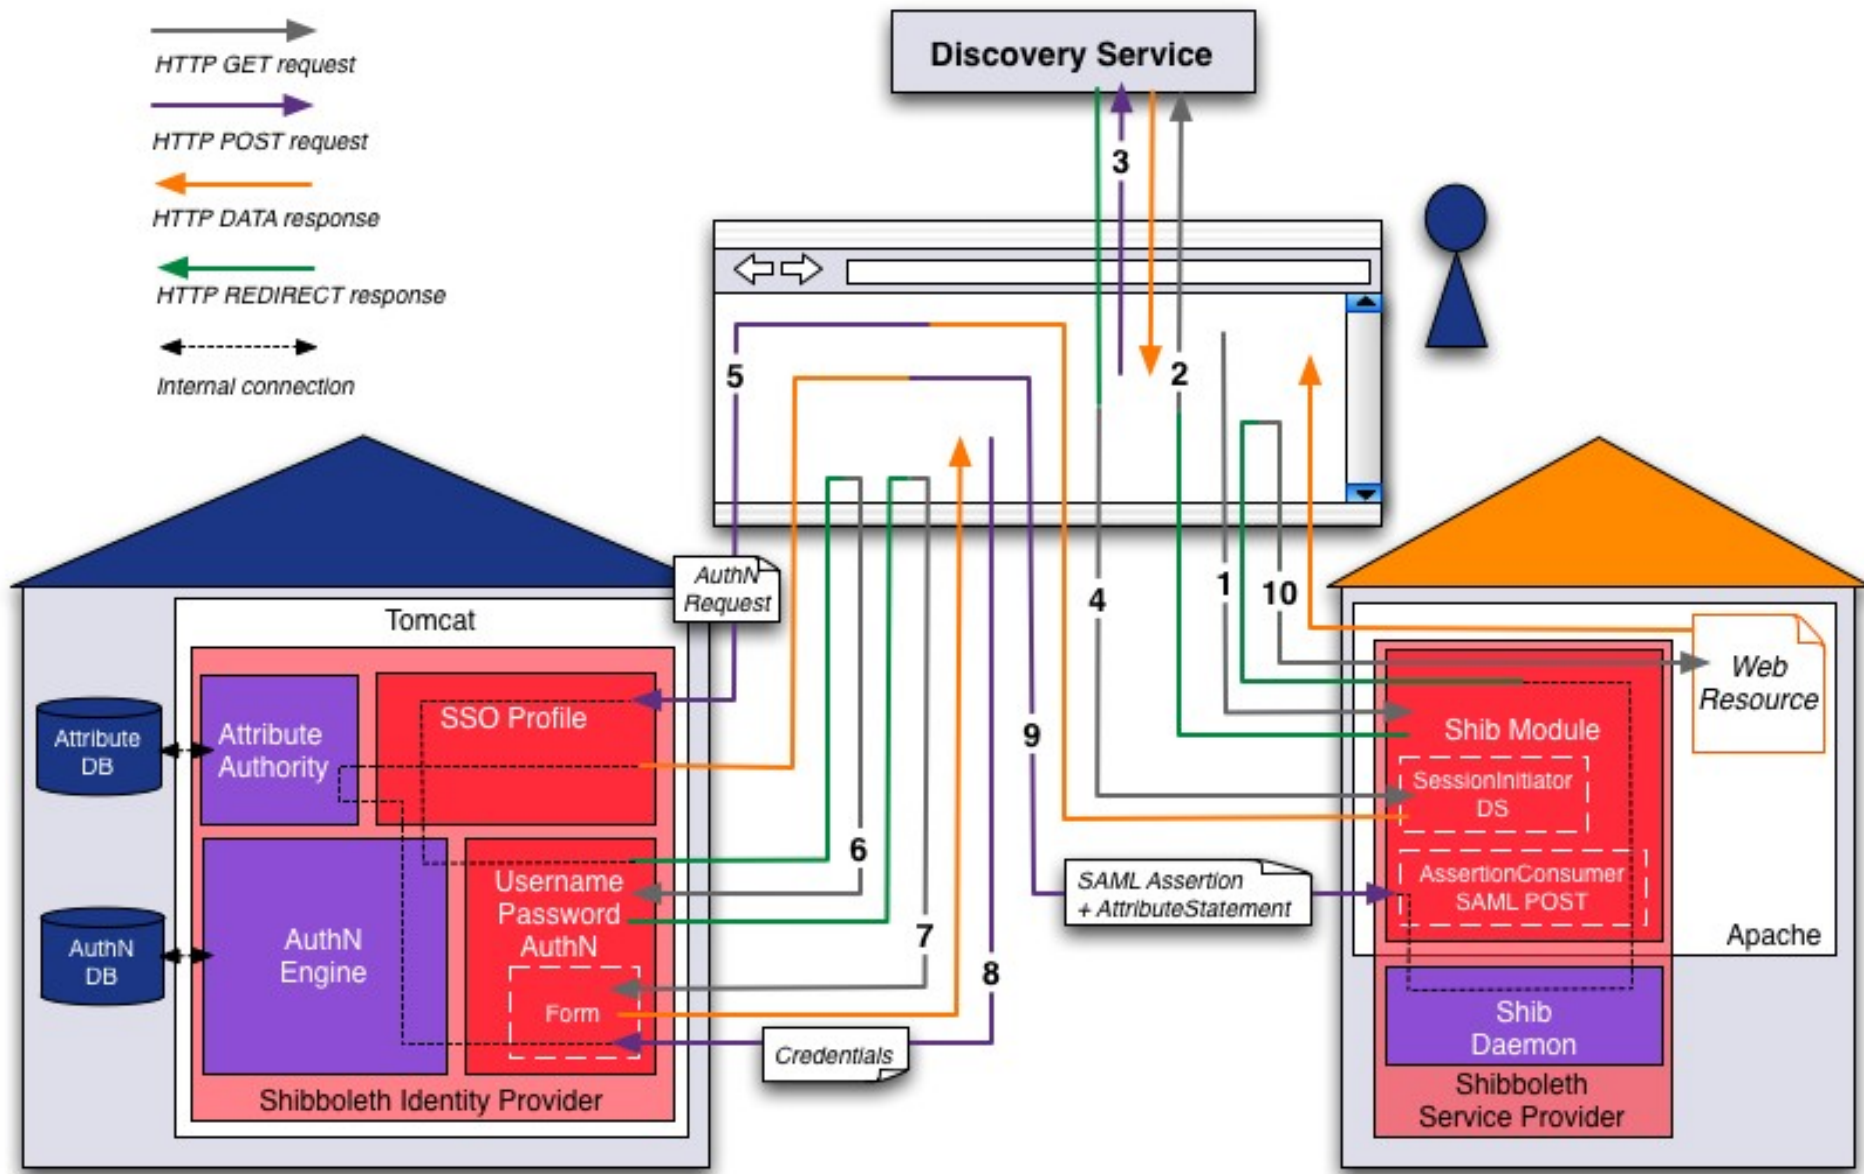 HTTP GET request
HTTP POST request
HTTP DATA response
HTTP REDIRECT response
Internal connection
Discovery Service
3
2
5
4
1
10
6
7
8
9
AuthN
Request
Tomcat
Attribute
DB
Attribute
Authority
SSO Profile
AuthN
DB
AuthN
Engine
Username
Password
AuthN
Form
Credentials
Shibboleth Identity Provider
SAML Assertion
+ AttributeStatement
Web
Resource
Shib Module
SessionInitiator
DS
AssertionConsumer
SAML POST
Apache
Shib
Daemon
Shibboleth
Service Provider